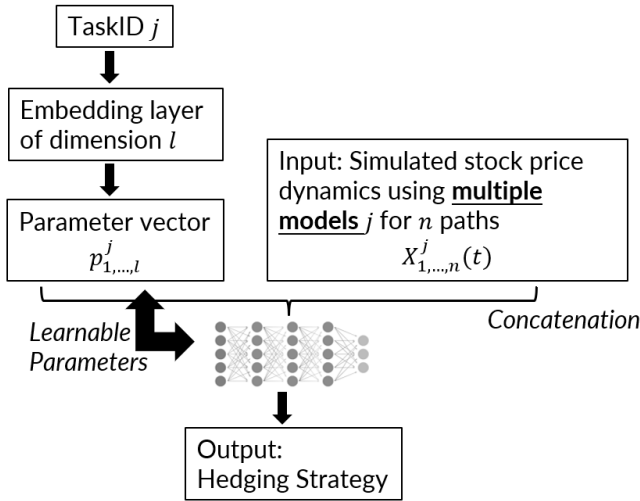 TaskID j
Embedding layer
of dimension l
Parameter vector
p^j_{1,...,l}
Input: Simulated stock price
dynamics using multiple
models j for n paths
X^j_{1,...,n}(t)
Learnable
Parameters
Concatenation
Output:
Hedging Strategy